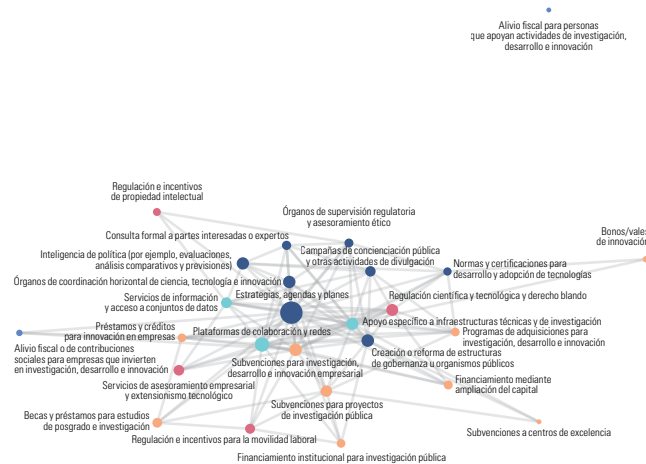 Alivio fiscal para personas
que apoyan actividades de investigación,
desarrollo e innovación
Regulación e incentivos
de propiedad intelectual
Órganos de supervisión regulatoria
y asesoramiento ético
Consulta formal a partes interesadas o expertos
Campañas de concienciación pública
y otras actividades de divulgación
Bonos/vales
de innovación
Inteligencia de política (por ejemplo, evaluaciones,
análisis comparativos y previsiones)
Normas y certificaciones para
desarrollo y adopción de tecnologías
Órganos de coordinación horizontal de ciencia, tecnología e innovación
Estrategias, agendas y planes
Regulación científica y tecnológica y derecho blando
Servicios de información
y acceso a conjuntos de datos
Apoyo específico a infraestructuras técnicas y de investigación
Préstamos y créditos
para innovación en empresas
Plataformas de colaboración y redes
Programas de adquisiciones para
investigación, desarrollo e innovación
Alivio fiscal o de contribuciones
sociales para empresas que invierten
en investigación, desarrollo e innovación
Creación o reforma de estructuras
de gobernanza u organismos públicos
Subvenciones para investigación,
desarrollo e innovación empresarial
Servicios de asesoramiento empresarial
y extensionismo tecnológico
Financiamiento mediante
ampliación del capital
Subvenciones para proyectos
de investigación pública
Becas y préstamos para estudios
de posgrado e investigación
Regulación e incentivos para la movilidad laboral
Subvenciones a centros de excelencia
Financiamiento institucional para investigación pública